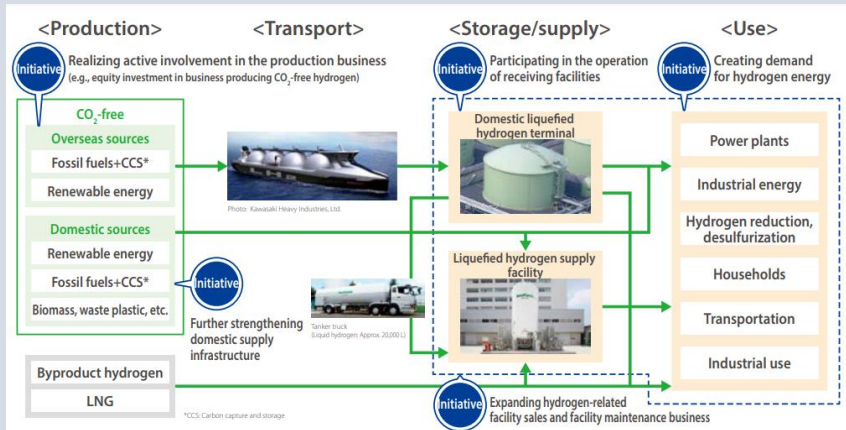 <Production>
<Transport>
<Storage/supply>
<Use>
Initiative
Realizing active involvement in the production business
(e.g., equity investment in business producing CO2-free hydrogen)
Initiative
Participating in the operation
of receiving facilities
Initiative
Creating demand
for hydrogen energy
CO2-free
Overseas sources
Fossil fuels+CCS*
Renewable energy
Domestic sources
Renewable energy
Fossil fuels+CCS*
Biomass, waste plastic, etc.
Initiative
Further strengthening
domestic supply
infrastructure
Byproduct hydrogen
LNG
*CCS: Carbon capture and storage
Photo: Kawasaki Heavy Industries, Ltd.
Tanker truck
(Liquid hydrogen: Approx. 20,000 L)
Domestic liquefied
hydrogen terminal
Liquefied hydrogen supply
facility
Initiative
Expanding hydrogen-related
facility sales and facility maintenance business
Power plants
Industrial energy
Hydrogen reduction,
desulfurization
Households
Transportation
Industrial use